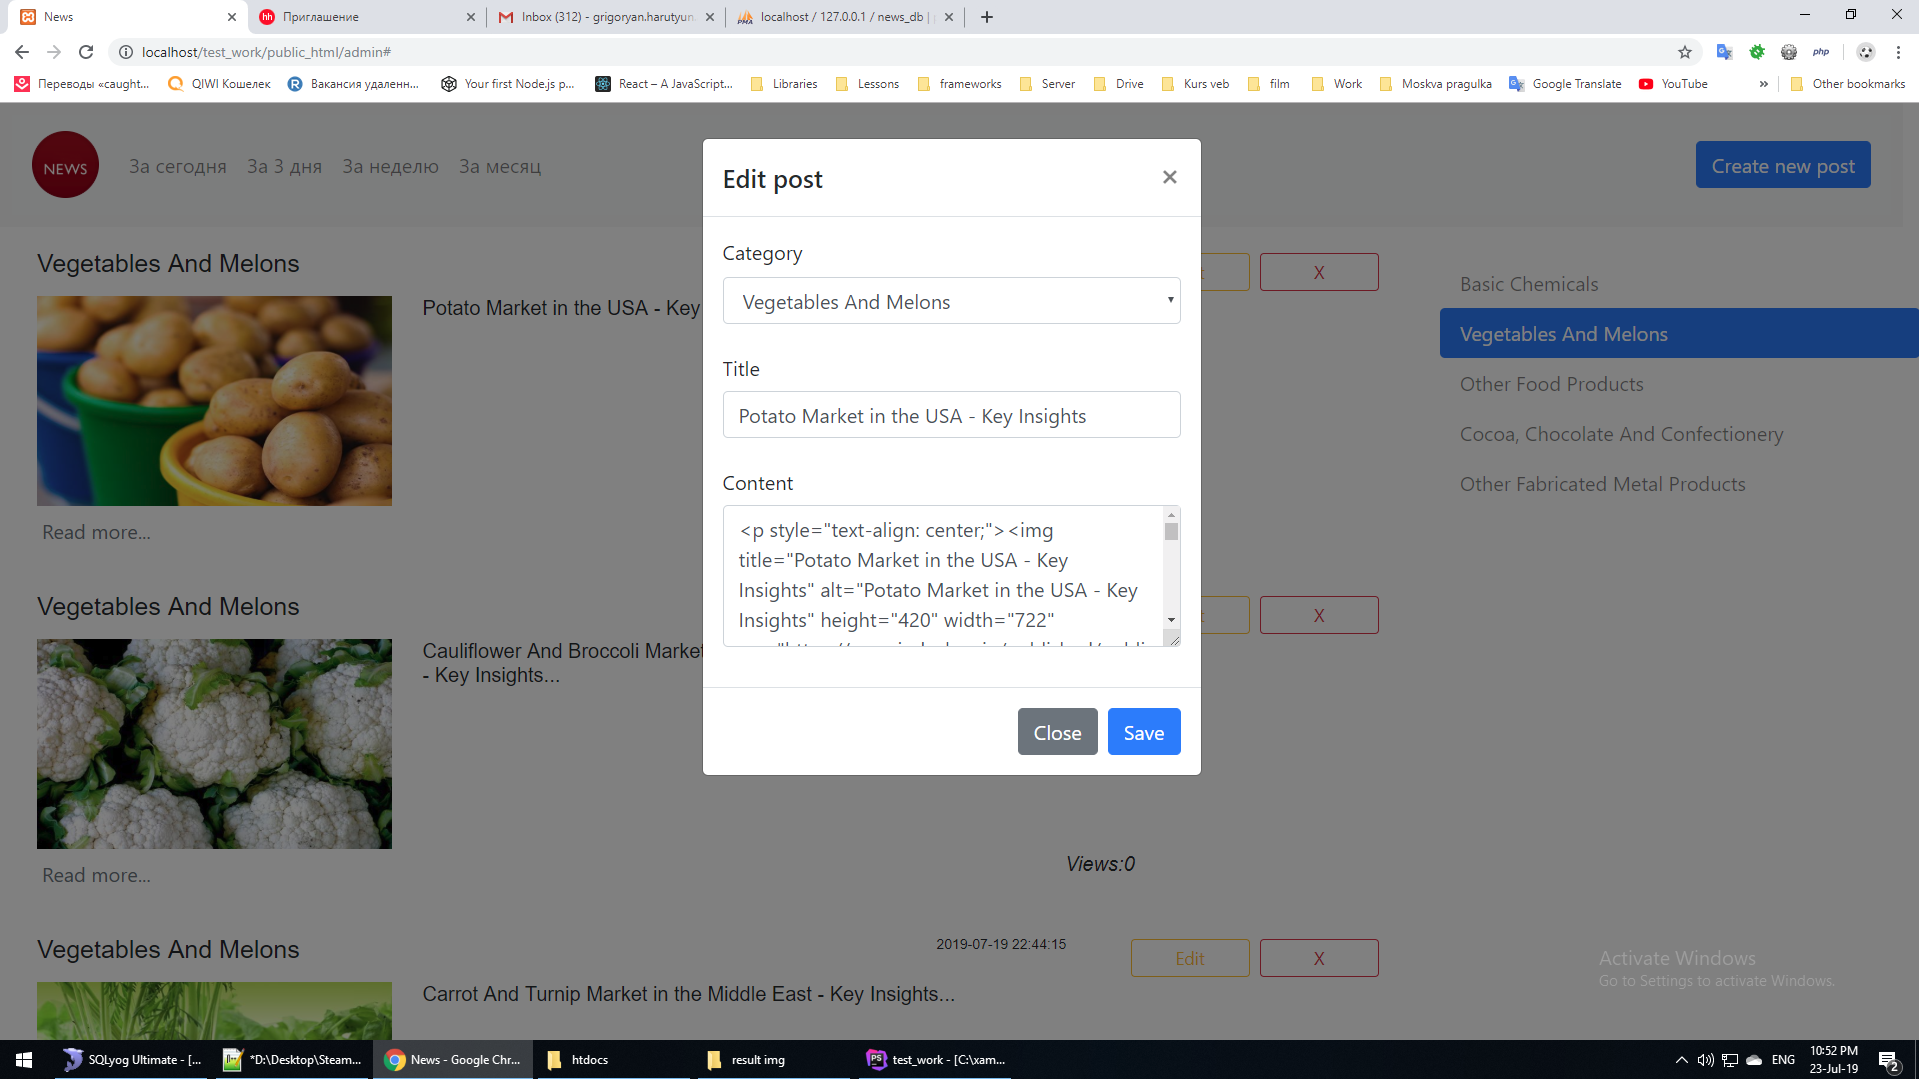 News
Приглашение
Inbox (312) - grigoryan.harutyun.
localhost / 127.0.0.1 / news_db |
localhost/test_work/public_html/admin#
php
Переводы «caught...
QIWI Кошелек
Вакансия удаленн...
Your first Node.js p...
React – A JavaScript...
Libraries
Lessons
frameworks
Server
Drive
Kurs veb
film
Work
Moskva pragulka
Google Translate
YouTube
»
Other bookmarks
NEWS
За сегодня
За 3 дня
За неделю
За месяц
Create new post
Edit post
×
Category
Vegetables And Melons
Title
Potato Market in the USA - Key Insights
Content
<p style="text-align: center;"><img
title="Potato Market in the USA - Key
Insights" alt="Potato Market in the USA - Key
Insights" height="420" width="722"
Close
Save
Vegetables And Melons
Potato Market in the USA - Key
X
Read more...
Vegetables And Melons
Cauliflower And Broccoli Market
- Key Insights...
X
Views:0
Read more...
Vegetables And Melons
2019-07-19 22:44:15
Edit
X
Carrot And Turnip Market in the Middle East - Key Insights...
Basic Chemicals
Vegetables And Melons
Other Food Products
Cocoa, Chocolate And Confectionery
Other Fabricated Metal Products
Activate Windows
Go to Settings to activate Windows.
SQLyog Ultimate - [...
*D:\Desktop\Steam...
News - Google Chr...
htdocs
result img
PS
test_work - [C:\xam...
ENG
10:52 PM
23-Jul-19
2